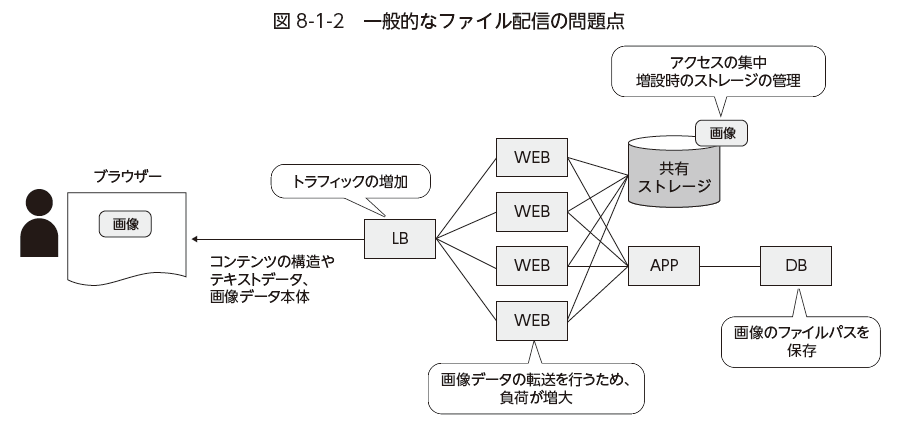 図 8-1-2　一般的なファイル配信の問題点
アクセスの集中
増設時のストレージの管理
画像
共有
ストレージ
ブラウザー
画像
トラフィックの増加
LB
コンテンツの構造や
テキストデータ、
画像データ本体
WEB
WEB
WEB
WEB
APP
DB
画像のファイルパスを
保存
画像データの転送を行うため、
負荷が増大